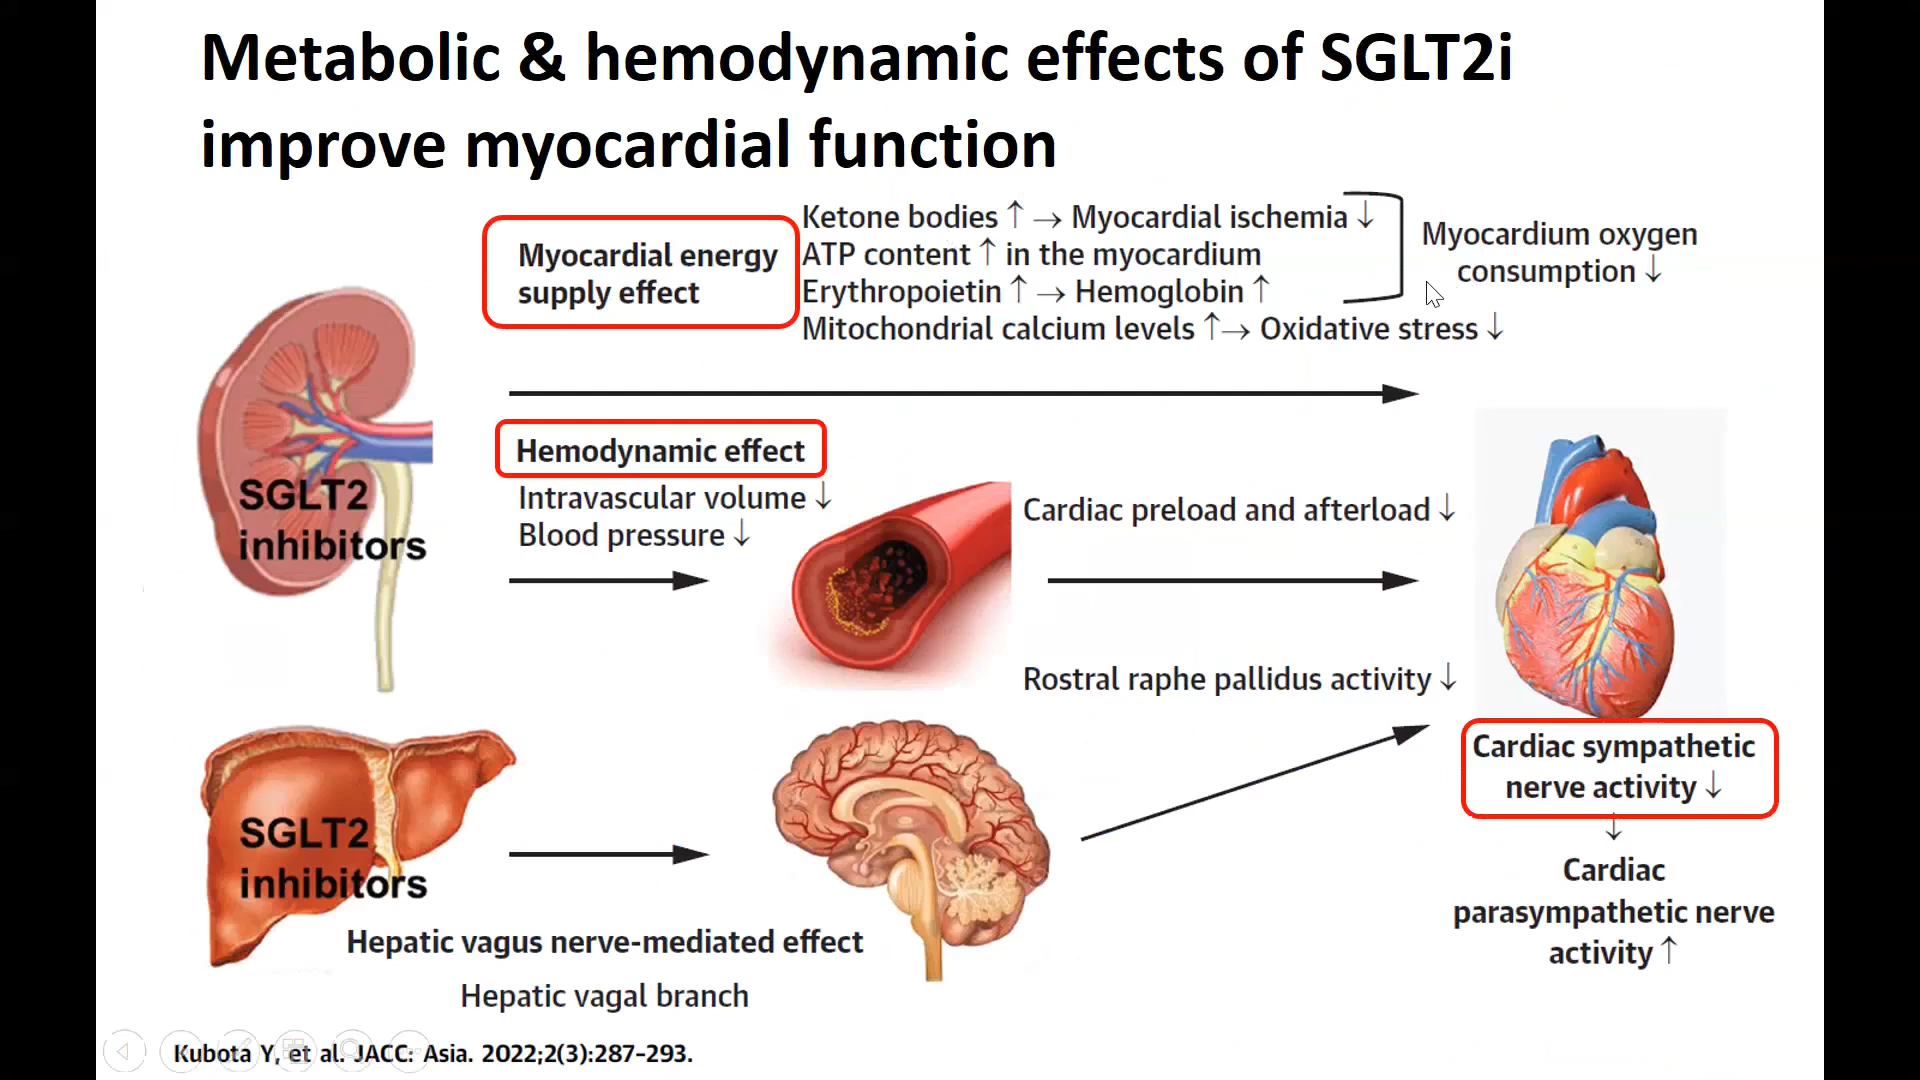 Metabolic & hemodynamic effects of SGLT2i
improve myocardial function
Myocardial energy
supply effect
Ketone bodies ↑ → Myocardial ischemia ↓
ATP content ↑ in the myocardium
Erythropoietin ↑ → Hemoglobin ↑
Mitochondrial calcium levels ↑→ Oxidative stress ↓
Myocardium oxygen
consumption ↓
SGLT2
inhibitors
Hemodynamic effect
Intravascular volume ↓
Blood pressure ↓
Cardiac preload and afterload ↓
Rostral raphe pallidus activity ↓
SGLT2
inhibitors
Hepatic vagus nerve-mediated effect
Hepatic vagal branch
Cardiac sympathetic
nerve activity ↓
↓
Cardiac
parasympathetic nerve
activity ↑
Kubota Y, et al. JACC: Asia. 2022;2(3):287–293.